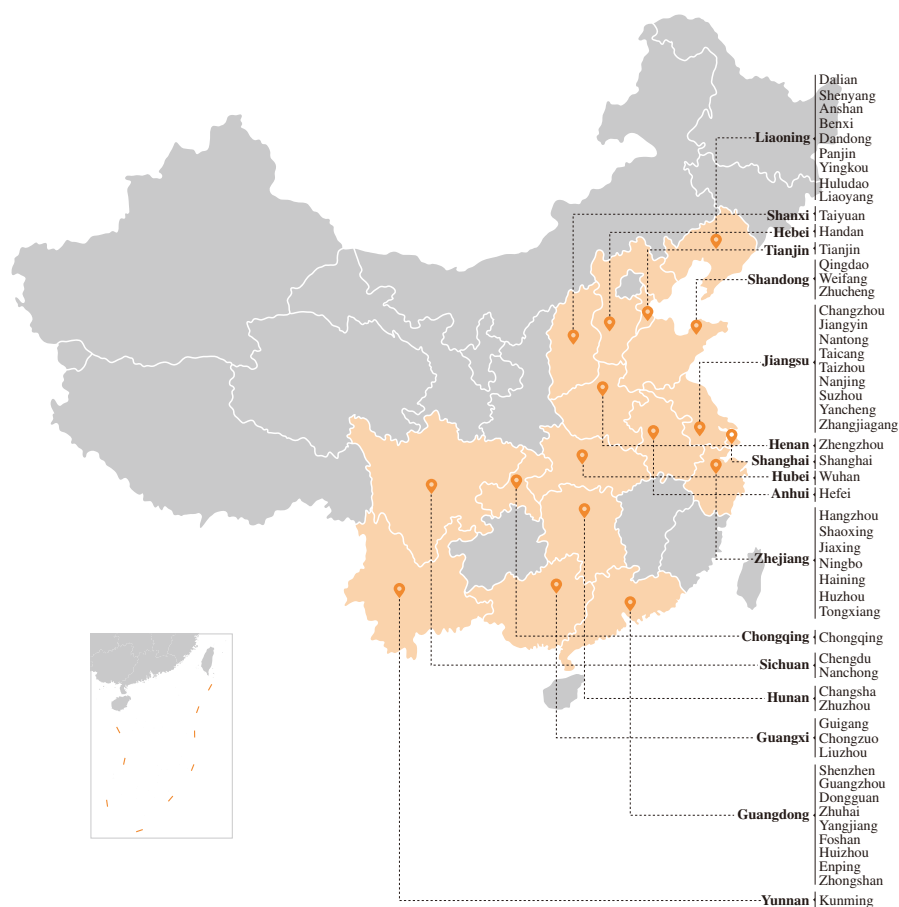 Dalian
Shenyang
Anshan
Benxi
Liaoning Dandong
Panjin
Yingkou
Huludao
Liaoyang
Shanxi Taiyuan
Hebei Handan
Tianjin Tianjin
Qingdao
Shandong Weifang
Zhucheng
Changzhou
Jiangyin
Nantong
Taicang
Jiangsu Taizhou
Nanjing
Suzhou
Yancheng
Zhangjiagang
Henan Zhengzhou
Shanghai Shanghai
Hubei Wuhan
Anhui Hefei
Hangzhou
Shaoxing
Jiaxing
Zhejiang Ningbo
Haining
Huzhou
Tongxiang
Chongqing Chongqing
Sichuan Chengdu
Nanchong
Hunan Changsha
Zhuzhou
Guigang
Guangxi Chongzuo
Liuzhou
Shenzhen
Guangzhou
Dongguan
Zhuhai
Guangdong Yangjiang
Foshan
Huizhou
Enping
Zhongshan
Yunnan Kunming